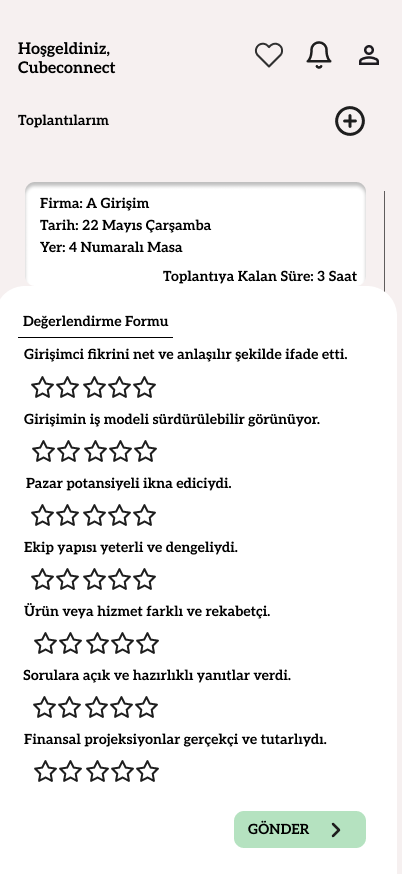 Hoşgeldiniz,
Cubeconnect
Toplantılarım
Firma: A Girişim
Tarih: 22 Mayıs Çarşamba
Yer: 4 Numaralı Masa
Toplantıya Kalan Süre: 3 Saat
Değerlendirme Formu
Girişimci fikrini net ve anlaşılır şekilde ifade etti.
Girişimin iş modeli sürdürülebilir görünüyor.
Pazar potansiyeli ikna ediciydi.
Ekip yapısı yeterli ve dengeliydi.
Ürün veya hizmet farklı ve rekabetçi.
Sorulara açık ve hazırlıklı yanıtlar verdi.
Finansal projeksiyonlar gerçekçi ve tutarlıydı.
GÖNDER